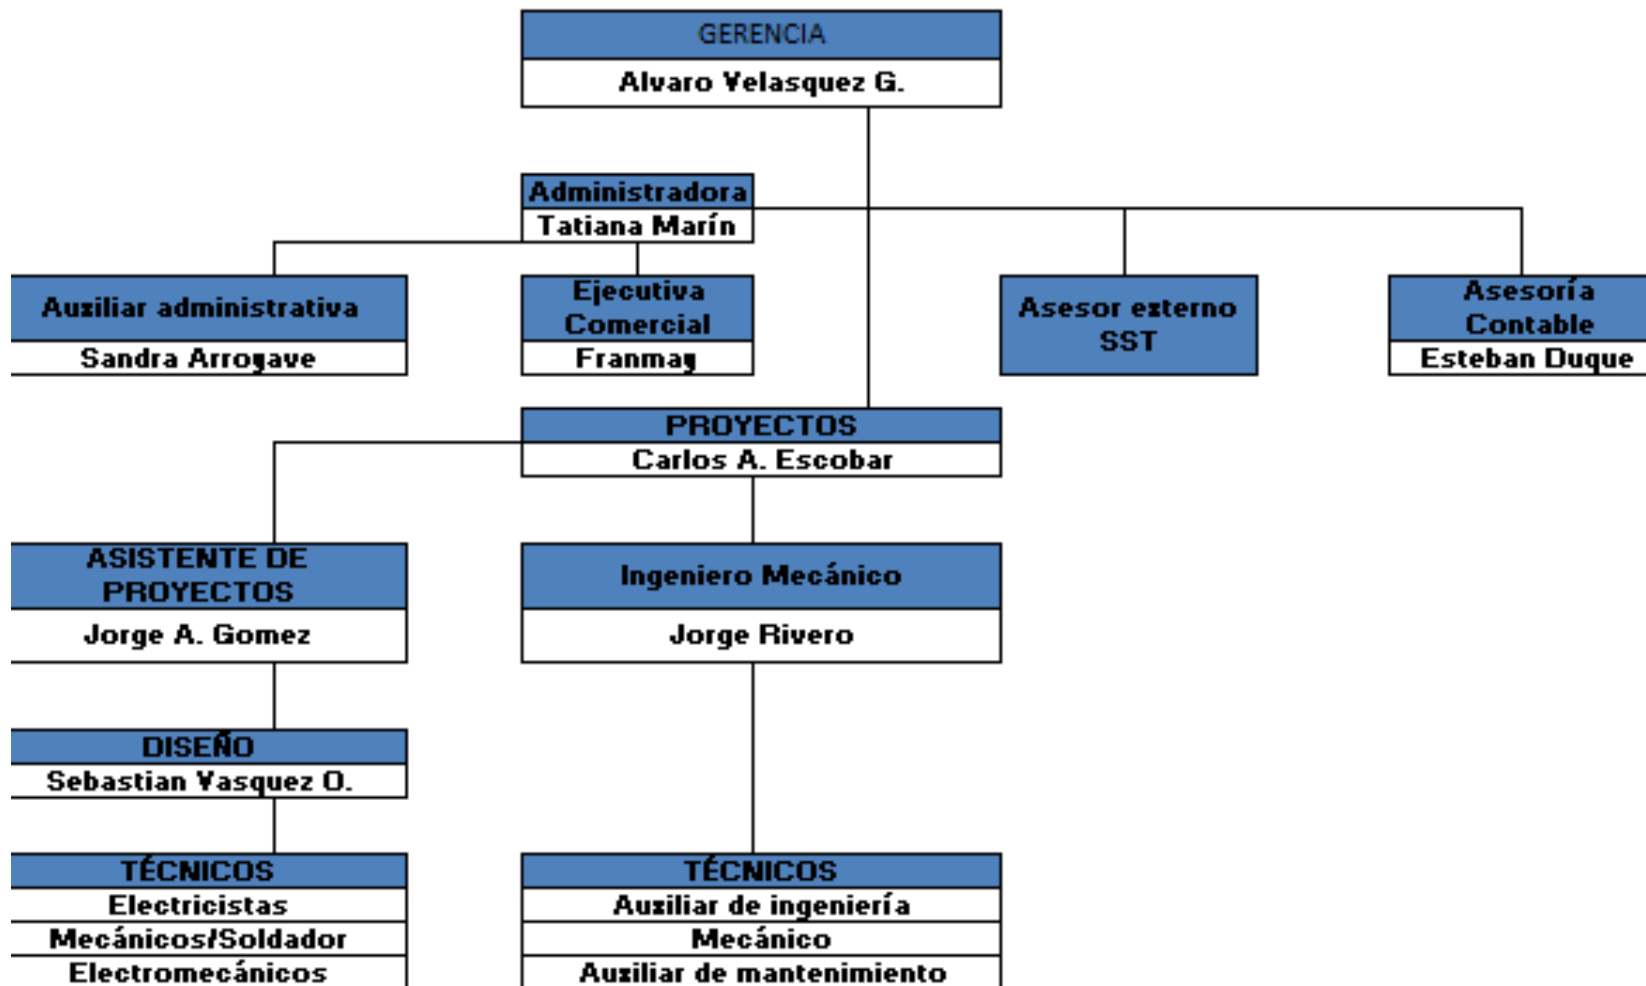 GERENCIA
Alvaro Velasquez G.
Administradora
Tatiana Marín
Auxiliar administrativa
Sandra Arroyave
Ejecutiva
Comercial
Franmay
Asesor externo
SST
Asesoría
Contable
Esteban Duque
PROYECTOS
Carlos A. Escobar
ASISTENTE DE
PROYECTOS
Jorge A. Gomez
Ingeniero Mecánico
Jorge Rivero
DISEÑO
Sebastian Vasquez O.
TÉCNICOS
Electricistas
Mecánicos/Soldador
Electromecánicos
TÉCNICOS
Auxiliar de ingeniería
Mecánico
Auxiliar de mantenimiento